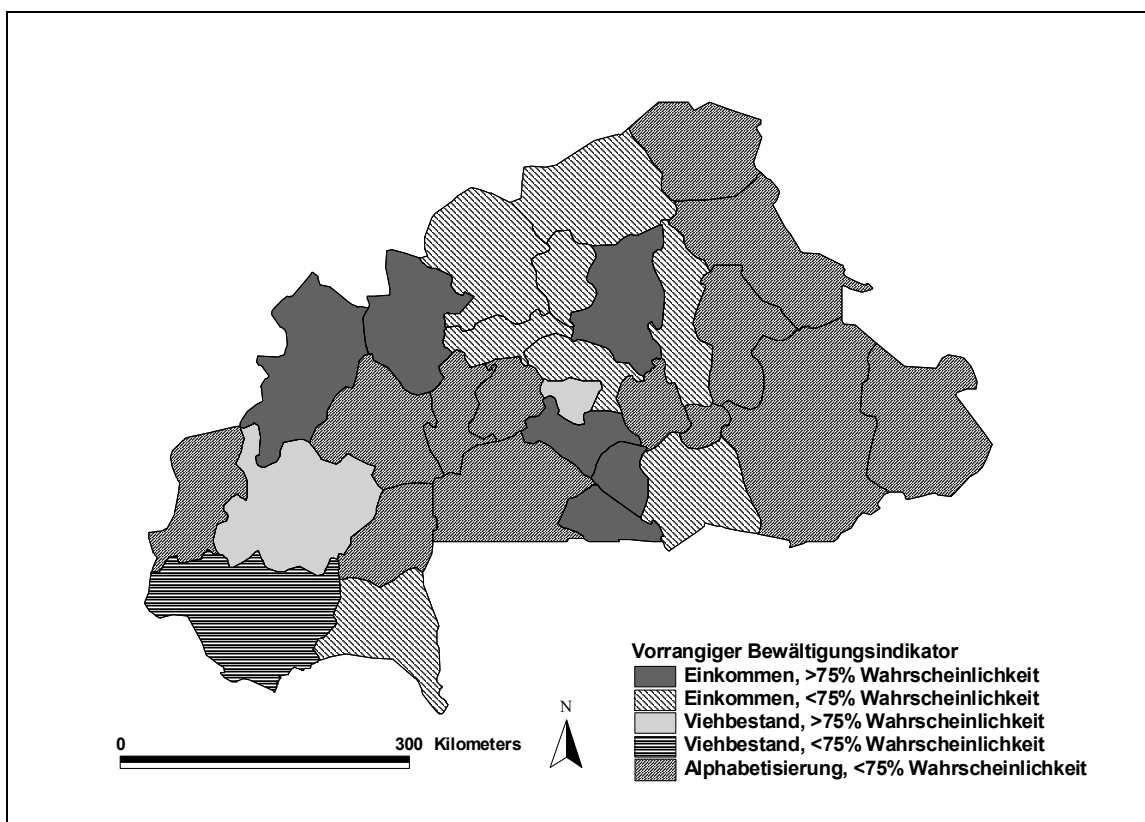 Vorrangiger Bewältigungsindikator
Einkommen, >75% Wahrscheinlichkeit
Einkommen, <75% Wahrscheinlichkeit
Viehbestand, >75% Wahrscheinlichkeit
Viehbestand, <75% Wahrscheinlichkeit
Alphabetisierung, <75% Wahrscheinlichkeit
N
0 300 Kilometers